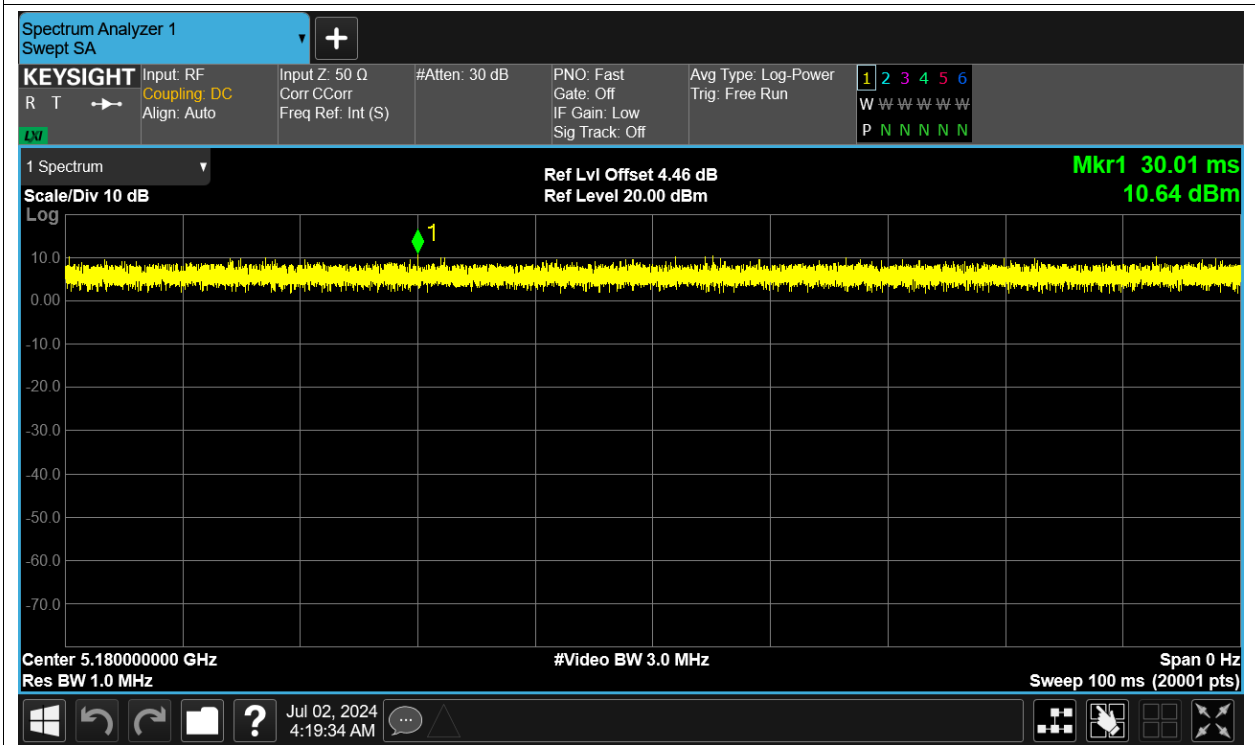 Spectrum Analyzer 1
Swept SA
KEYSIGHT
R T
LXI
Input: RF
Coupling: DC
Align: Auto
Input Z: 50 Ω
Corr CCorr
Freq Ref: Int (S)
#Atten: 30 dB
PNO: Fast
Gate: Off
IF Gain: Low
Sig Track: Off
Avg Type: Log-Power
Trig: Free Run
1 2 3 4 5 6
W W W W W W
P N N N N N
1 Spectrum
Scale/Div 10 dB
Log
Ref Lvl Offset 4.46 dB
Ref Level 20.00 dBm
Mkr1 30.01 ms
10.64 dBm
1
10.0
0.00
-10.0
-20.0
-30.0
-40.0
-50.0
-60.0
-70.0
Center 5.180000000 GHz
Res BW 1.0 MHz
#Video BW 3.0 MHz
Span 0 Hz
Sweep 100 ms (20001 pts)
?
Jul 02, 2024
4:19:34 AM